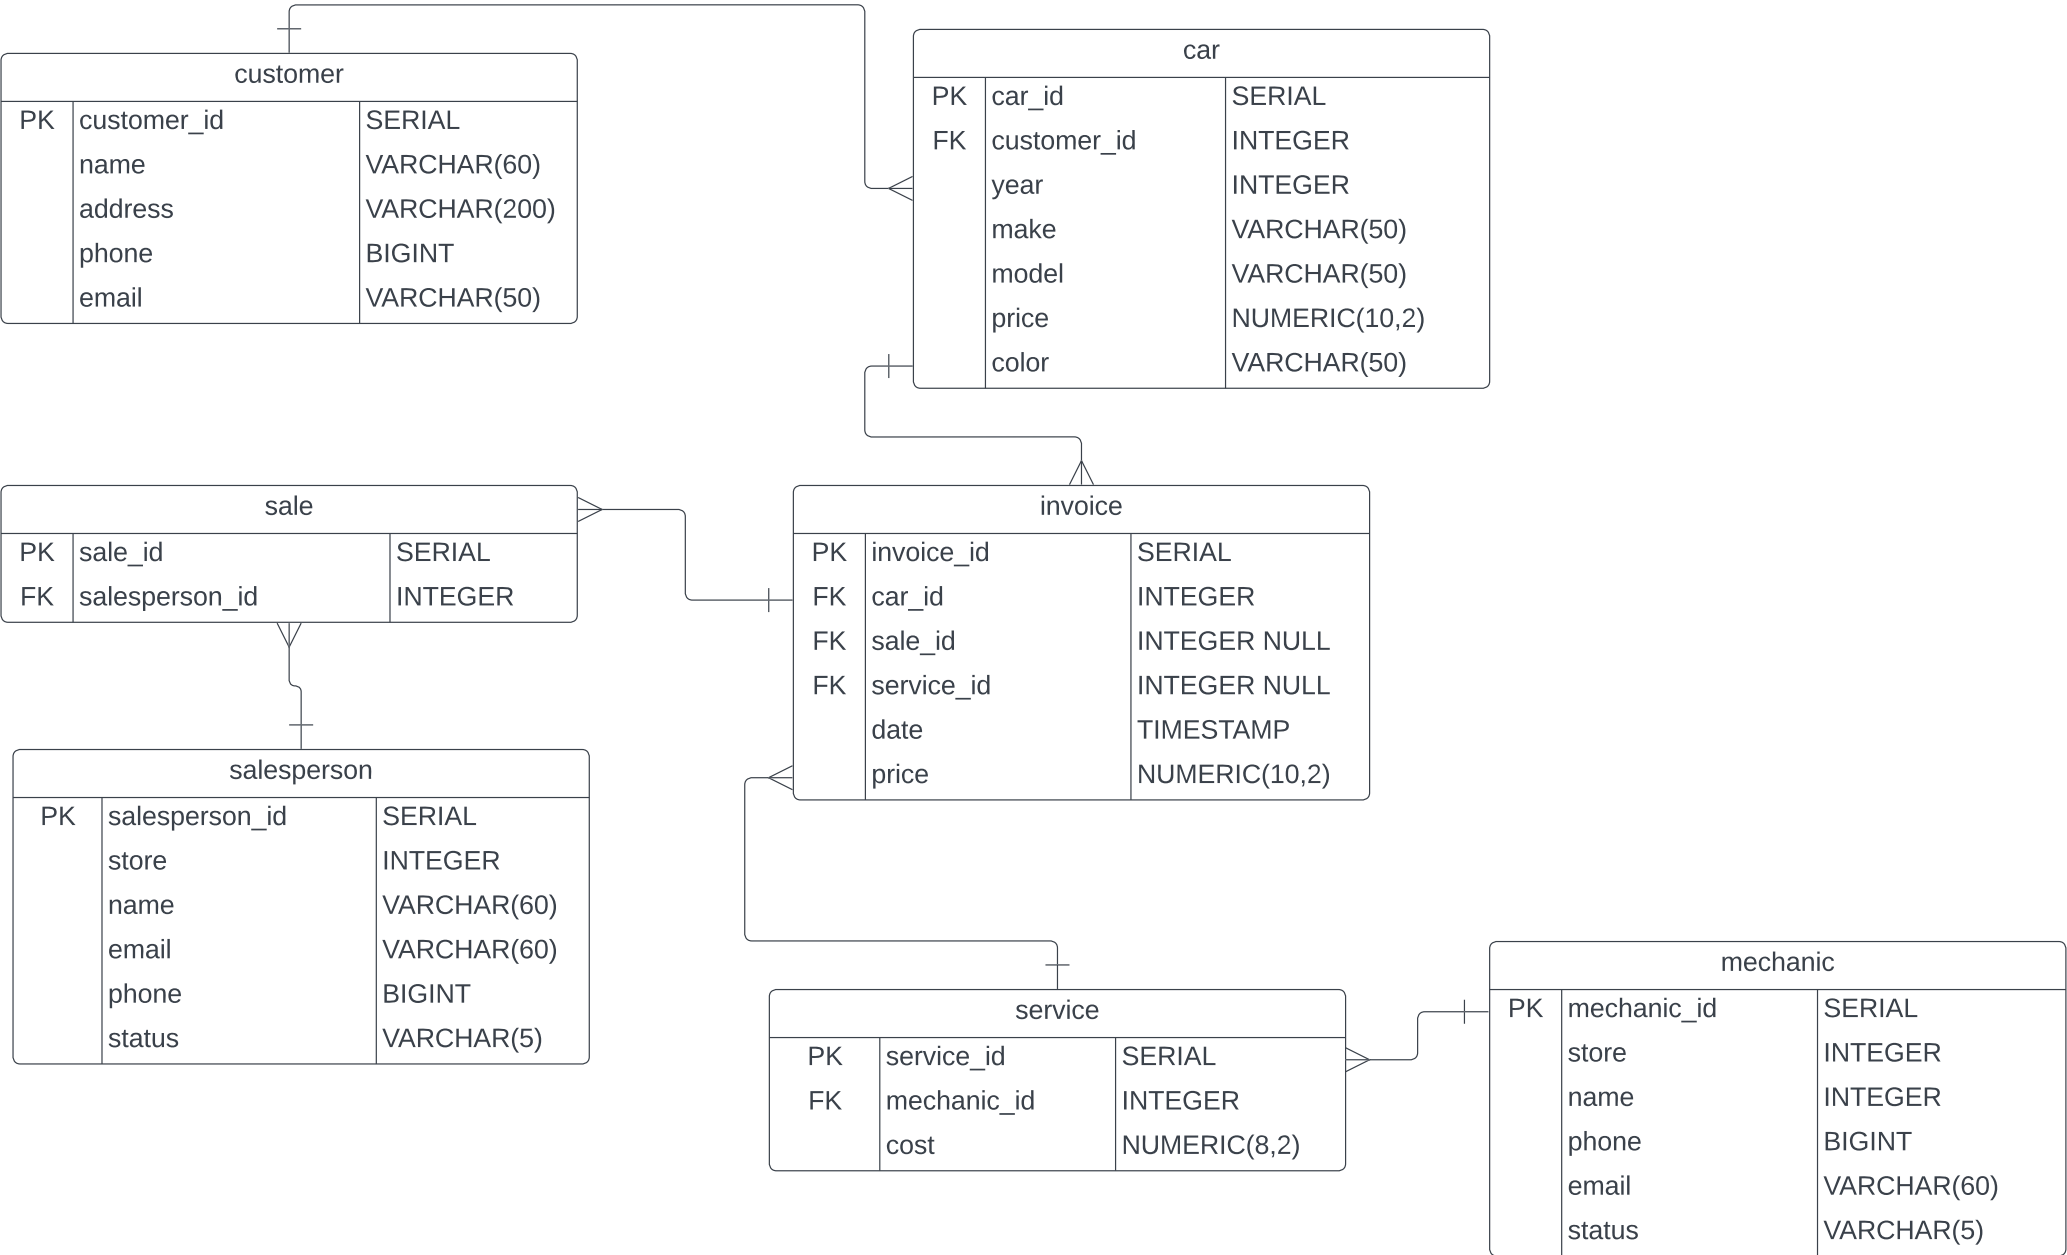 customer
PK customer_id SERIAL
name VARCHAR(60)
address VARCHAR(200)
phone BIGINT
email VARCHAR(50)
car
PK car_id SERIAL
FK customer_id INTEGER
year INTEGER
make VARCHAR(50)
model VARCHAR(50)
price NUMERIC(10,2)
color VARCHAR(50)
sale
PK sale_id SERIAL
FK salesperson_id INTEGER
invoice
PK invoice_id SERIAL
FK car_id INTEGER
FK sale_id INTEGER NULL
FK service_id INTEGER NULL
date TIMESTAMP
price NUMERIC(10,2)
salesperson
PK salesperson_id SERIAL
store INTEGER
name VARCHAR(60)
email VARCHAR(60)
phone BIGINT
status VARCHAR(5)
service
PK service_id SERIAL
FK mechanic_id INTEGER
cost NUMERIC(8,2)
mechanic
PK mechanic_id SERIAL
store INTEGER
name INTEGER
phone BIGINT
email VARCHAR(60)
status VARCHAR(5)